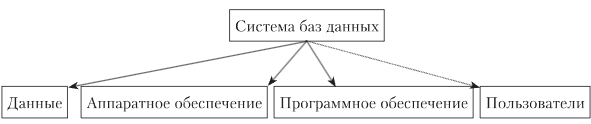 Система баз данных
Данные
Аппаратное обеспечение
Программное обеспечение
Пользователи